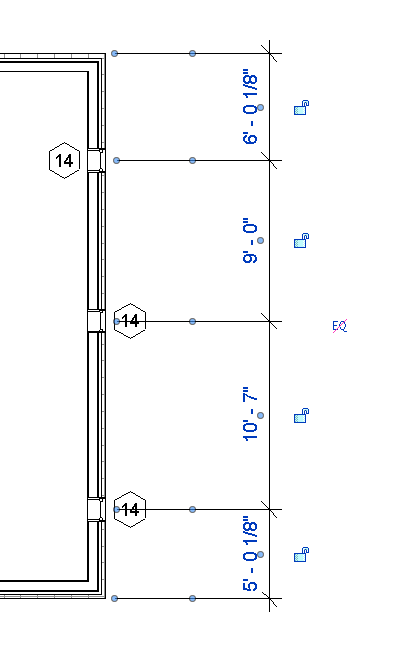 6' - 0 1/8"
14
9' - 0"
14
EQ
10' - 7"
14
5' - 0 1/8"